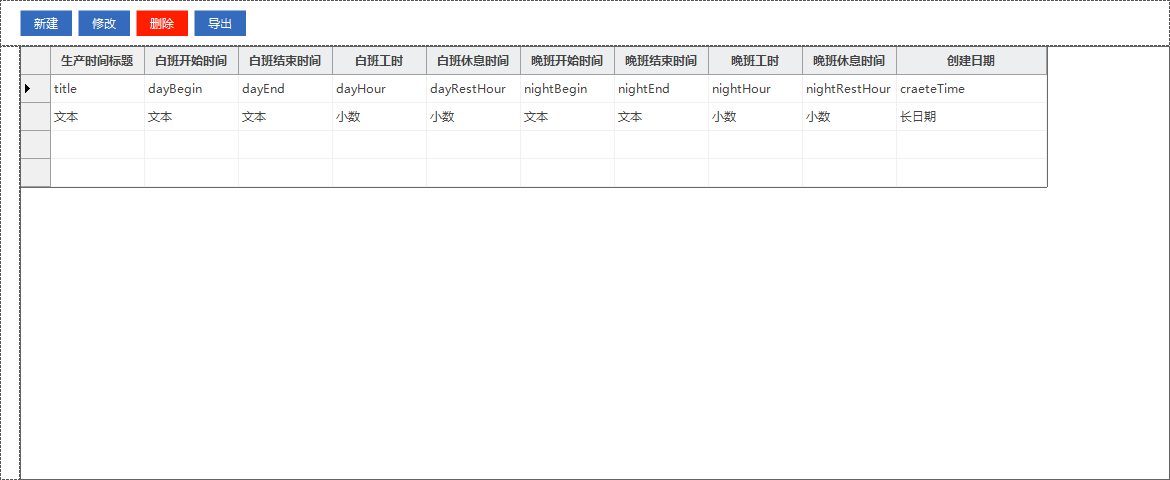 新建 修改 删除 导出
生产时间标题 白班开始时间 白班结束时间 白班工时 白班休息时间 晚班开始时间 晚班结束时间 晚班工时 晚班休息时间 创建日期
title dayBegin dayEnd dayHour dayRestHour nightBegin nightEnd nightHour nightRestHour craeteTime
文本 文本 文本 小数 小数 文本 文本 小数 小数 长日期